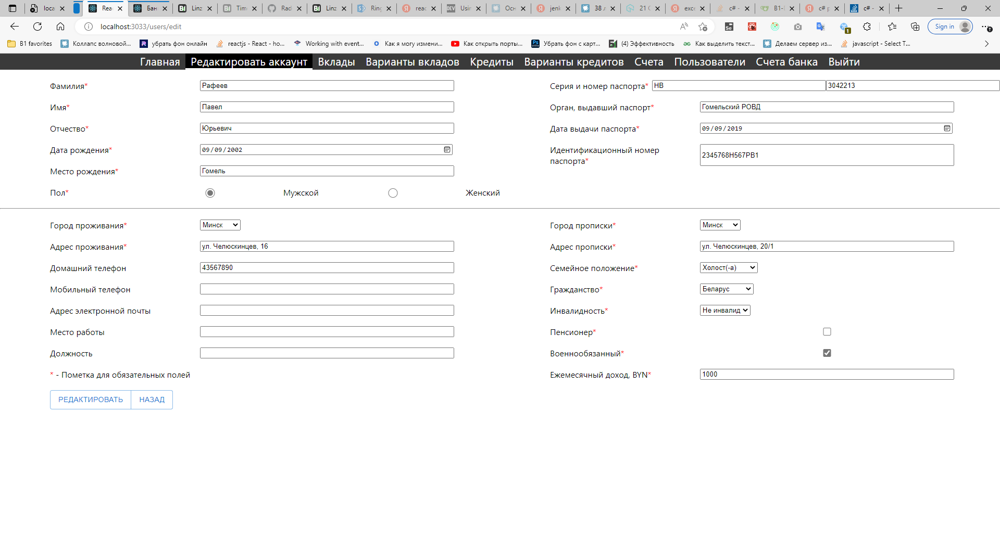 loca
Rea
Бан
Linz
Tim
Rad
Linz
Ring
reac
DEV
Usin
Осн
jenk
38 л
21 С
exce
c# -
B1-
c# p
c# -
localhost:3033/users/edit
Sign in
B1 favorites
Коллапс волновой...
убрать фон онлайн
reactjs - React - ho...
Working with event...
Как я могу измени...
Как открыть порты...
Убрать фон с карт...
(4) Эффективность
Как выделить текст...
Делаем сервер из...
javascript - Select T...
Главная Редактировать аккаунт Вклады Варианты вкладов Кредиты Варианты кредитов Счета Пользователи Счета банка Выйти
Фамилия* Рафеев
Имя* Павел
Отчество* Юрьевич
Дата рождения* 09/09/2002
Место рождения* Гомель
Пол* Мужской Женский
Серия и номер паспорта* НВ 3042213
Орган, выдавший паспорт* Гомельский РОВД
Дата выдачи паспорта* 09/09/2019
Идентификационный номер
паспорта* 2345768H567PB1
Город проживания* Минск
Адрес проживания* ул. Челюскинцев, 16
Домашний телефон 43567890
Мобильный телефон
Адрес электронной почты
Место работы
Должность
* - Пометка для обязательных полей
Город прописки* Минск
Адрес прописки* ул. Челюскинцев, 20/1
Семейное положение* Холост(-а)
Гражданство* Беларус
Инвалидность* Не инвалид
Пенсионер*
Военнообязанный*
Ежемесячный доход, BYN* 1000
РЕДАКТИРОВАТЬ НАЗАД